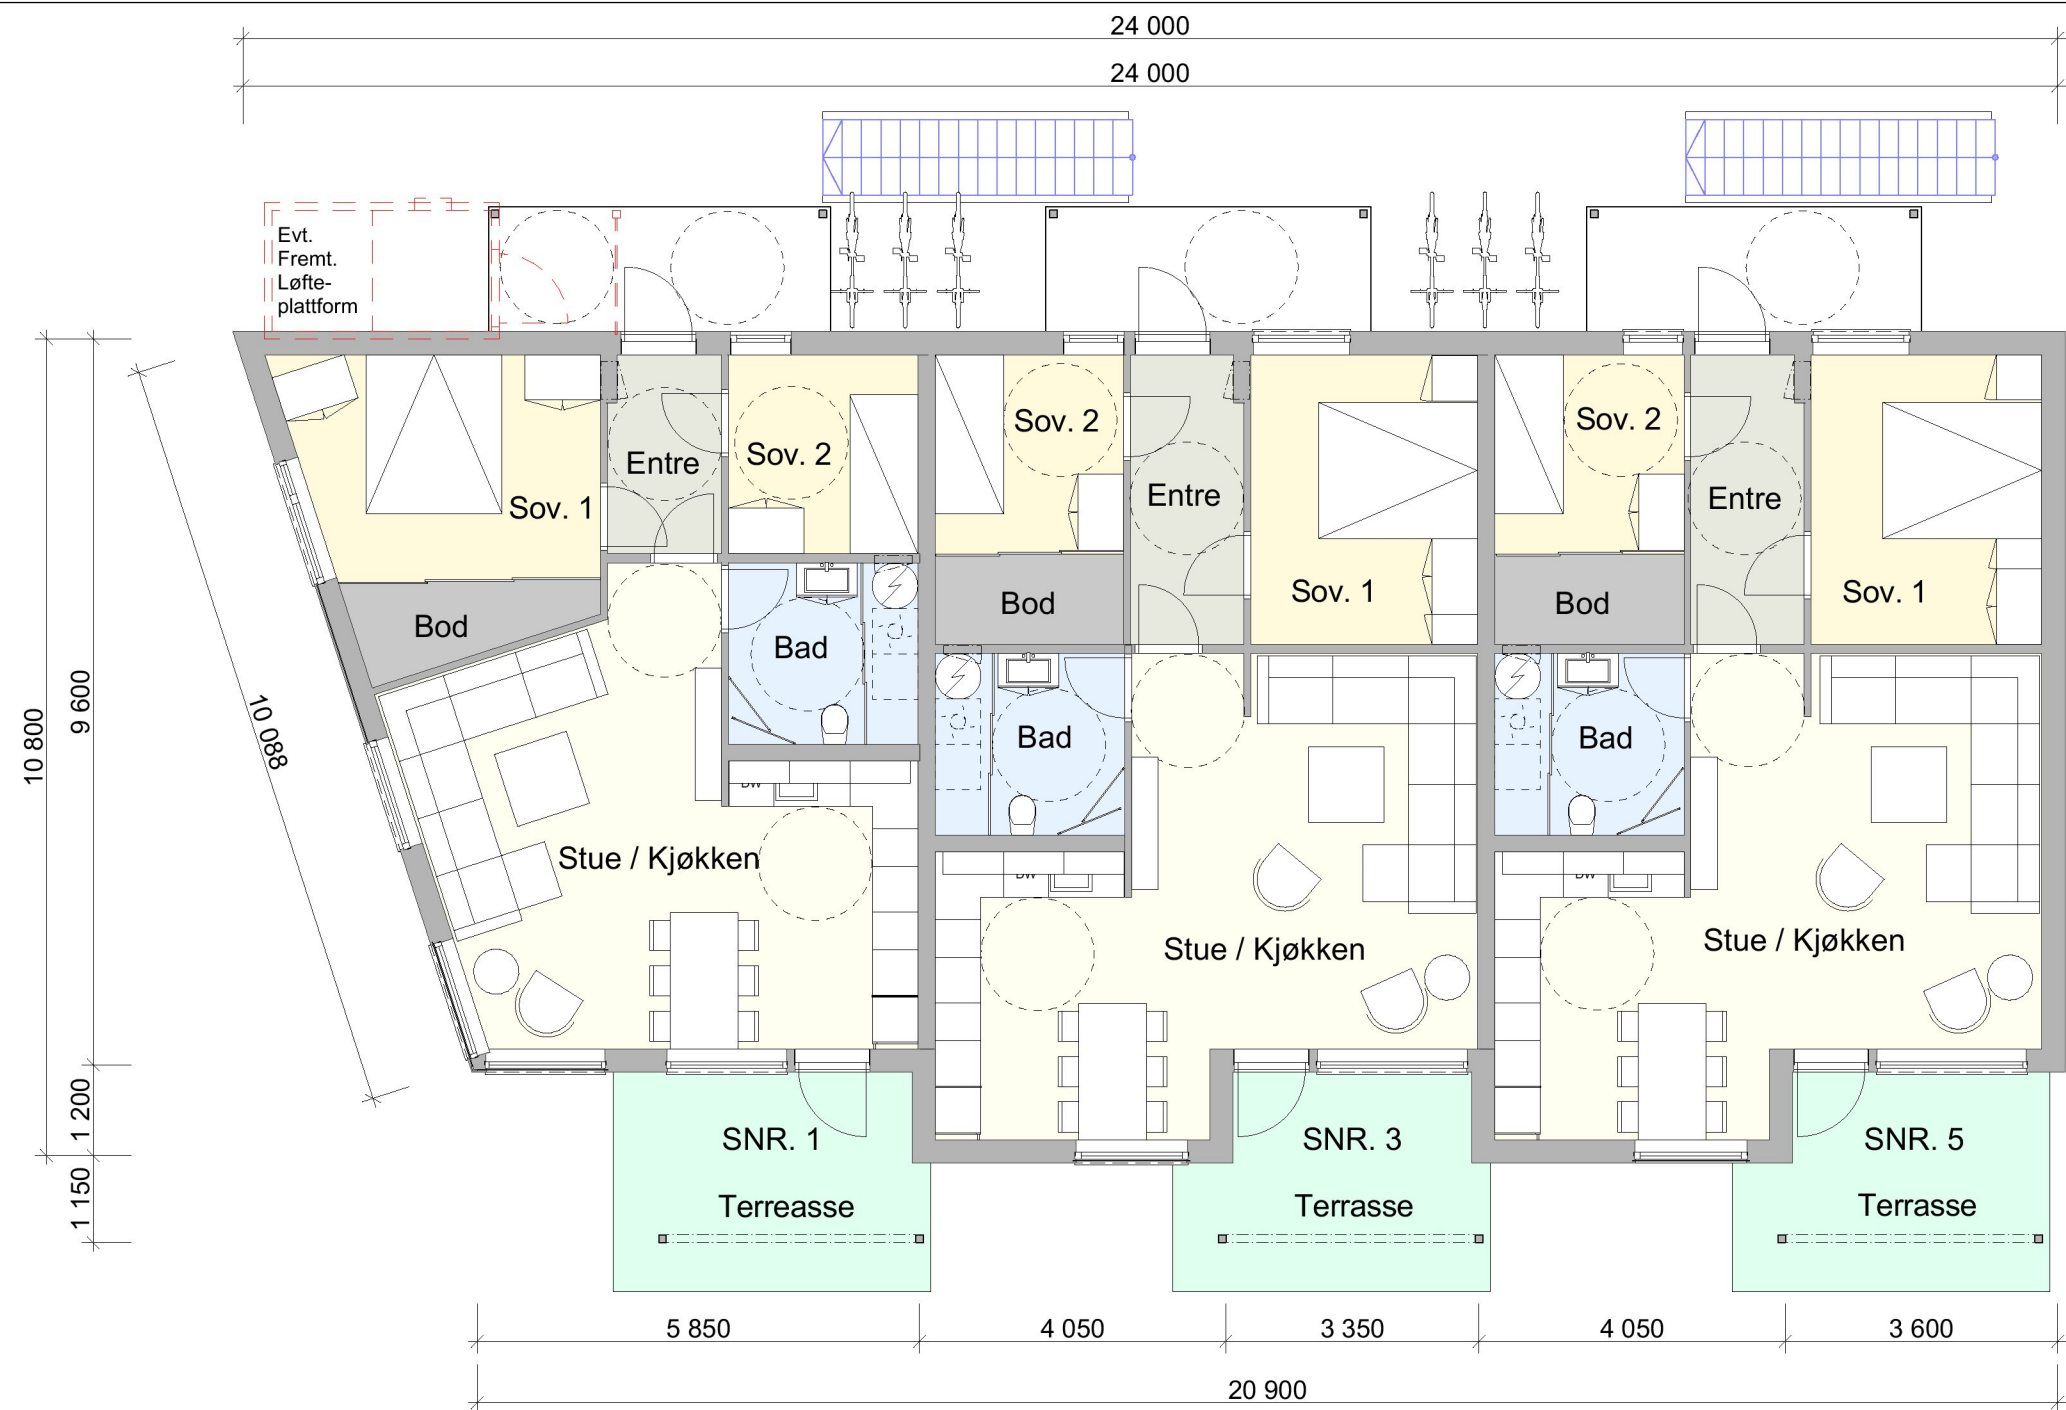 24 000
24 000
Evt.
Fremt.
Løfte-
plattform
Sov. 1
Entre
Sov. 2
Sov. 2
Entre
Sov. 1
Sov. 2
Entre
Sov. 1
Bod
Bad
Bod
Bad
Bod
Bad
10 800
9 600
10 088
DW
DW
DW
Stue / Kjøkken
Stue / Kjøkken
Stue / Kjøkken
1 200
1 150
SNR. 1
Terreasse
SNR. 3
Terrasse
SNR. 5
Terrasse
5 850
4 050
3 350
4 050
3 600
20 900